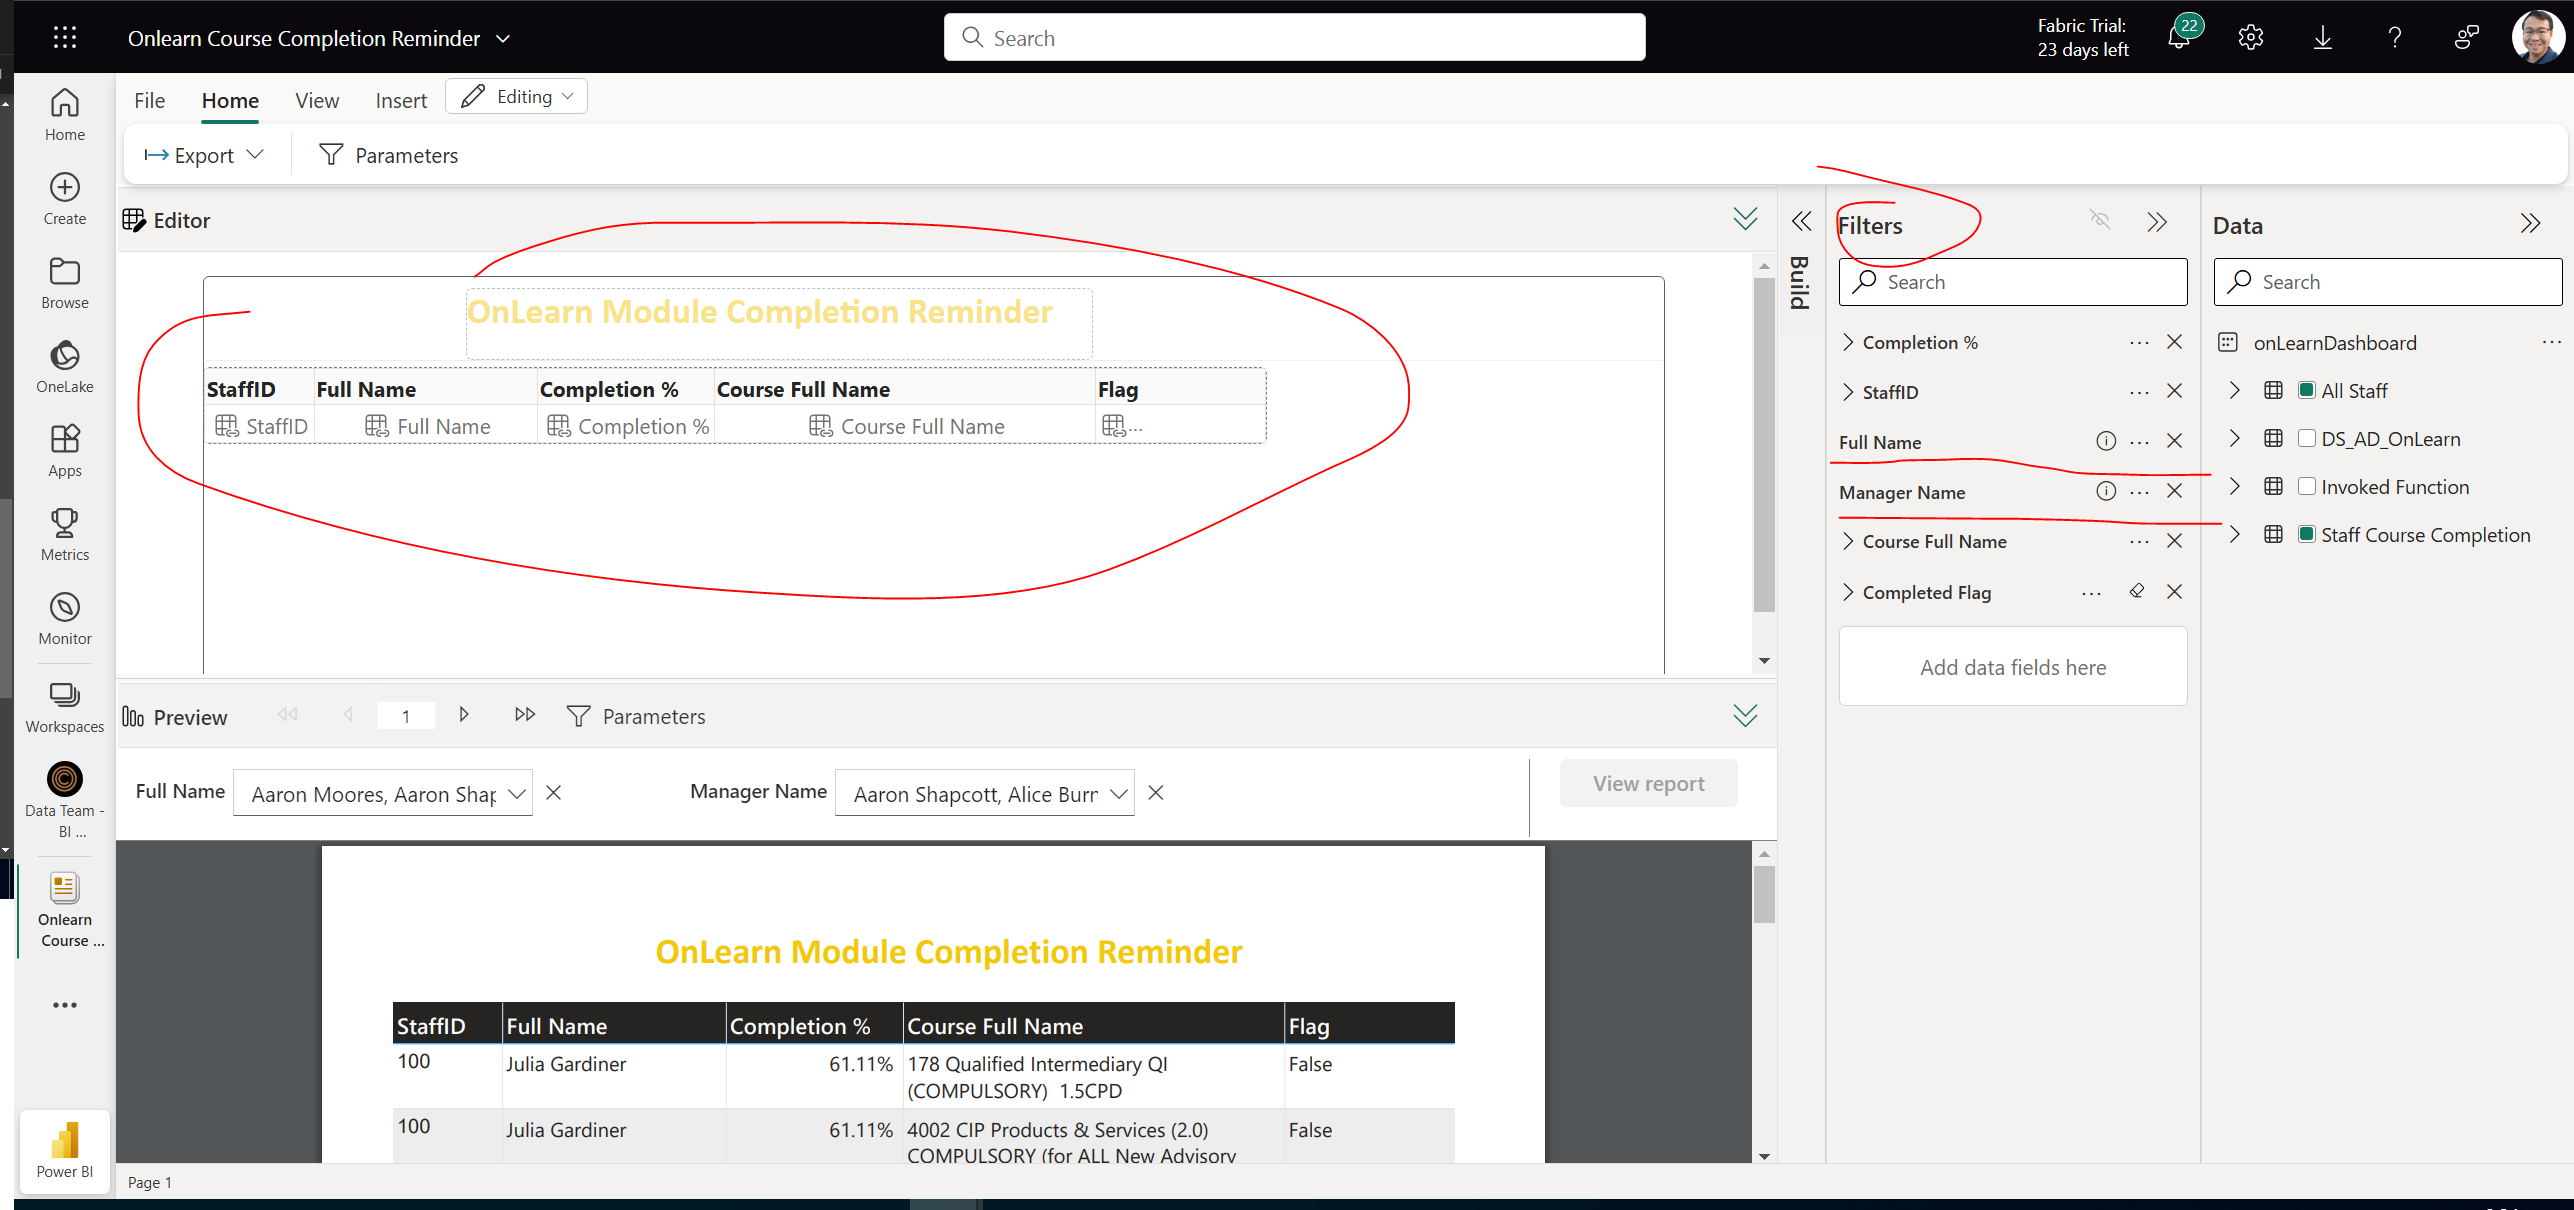 Onlearn Course Completion Reminder
Search
Fabric Trial:
23 days left
22
?
File
Home
View
Insert
Editing
Export
Parameters
Home
Create
Browse
OneLake
Apps
Metrics
Monitor
Workspaces
Data Team -
BI ...
Onlearn
Course ...
Power BI
Editor
OnLearn Module Completion Reminder
StaffID Full Name Completion % Course Full Name Flag
StaffID Full Name Completion % Course Full Name ...
Build
Filters
Search
Completion %
StaffID
Full Name
Manager Name
Course Full Name
Completed Flag
Add data fields here
Data
Search
onLearnDashboard
All Staff
DS_AD_OnLearn
Invoked Function
Staff Course Completion
Preview
1
Parameters
Full Name
Aaron Moores, Aaron Shap
Manager Name
Aaron Shapcott, Alice Burn
View report
OnLearn Module Completion Reminder
StaffID Full Name Completion % Course Full Name Flag
100 Julia Gardiner 61.11% 178 Qualified Intermediary QI False
(COMPULSORY) 1.5CPD
100 Julia Gardiner 61.11% 4002 CIP Products & Services (2.0) False
COMPULSORY (for ALL New Advisory
Page 1